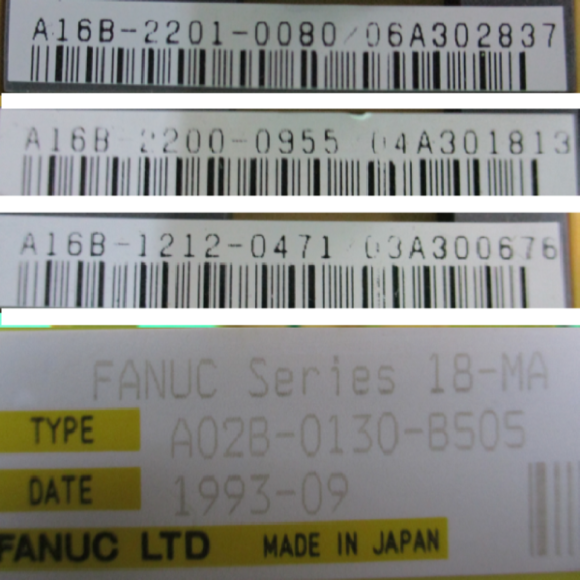 A16B-2201-0080/06A302837
A16B-2200-0955 04A301813
A16B-1212-0471 03A300676
FANUC Series 18-MA
TYPE A02B-0130-B505
DATE 1993-09
FANUC LTD MADE IN JAPAN